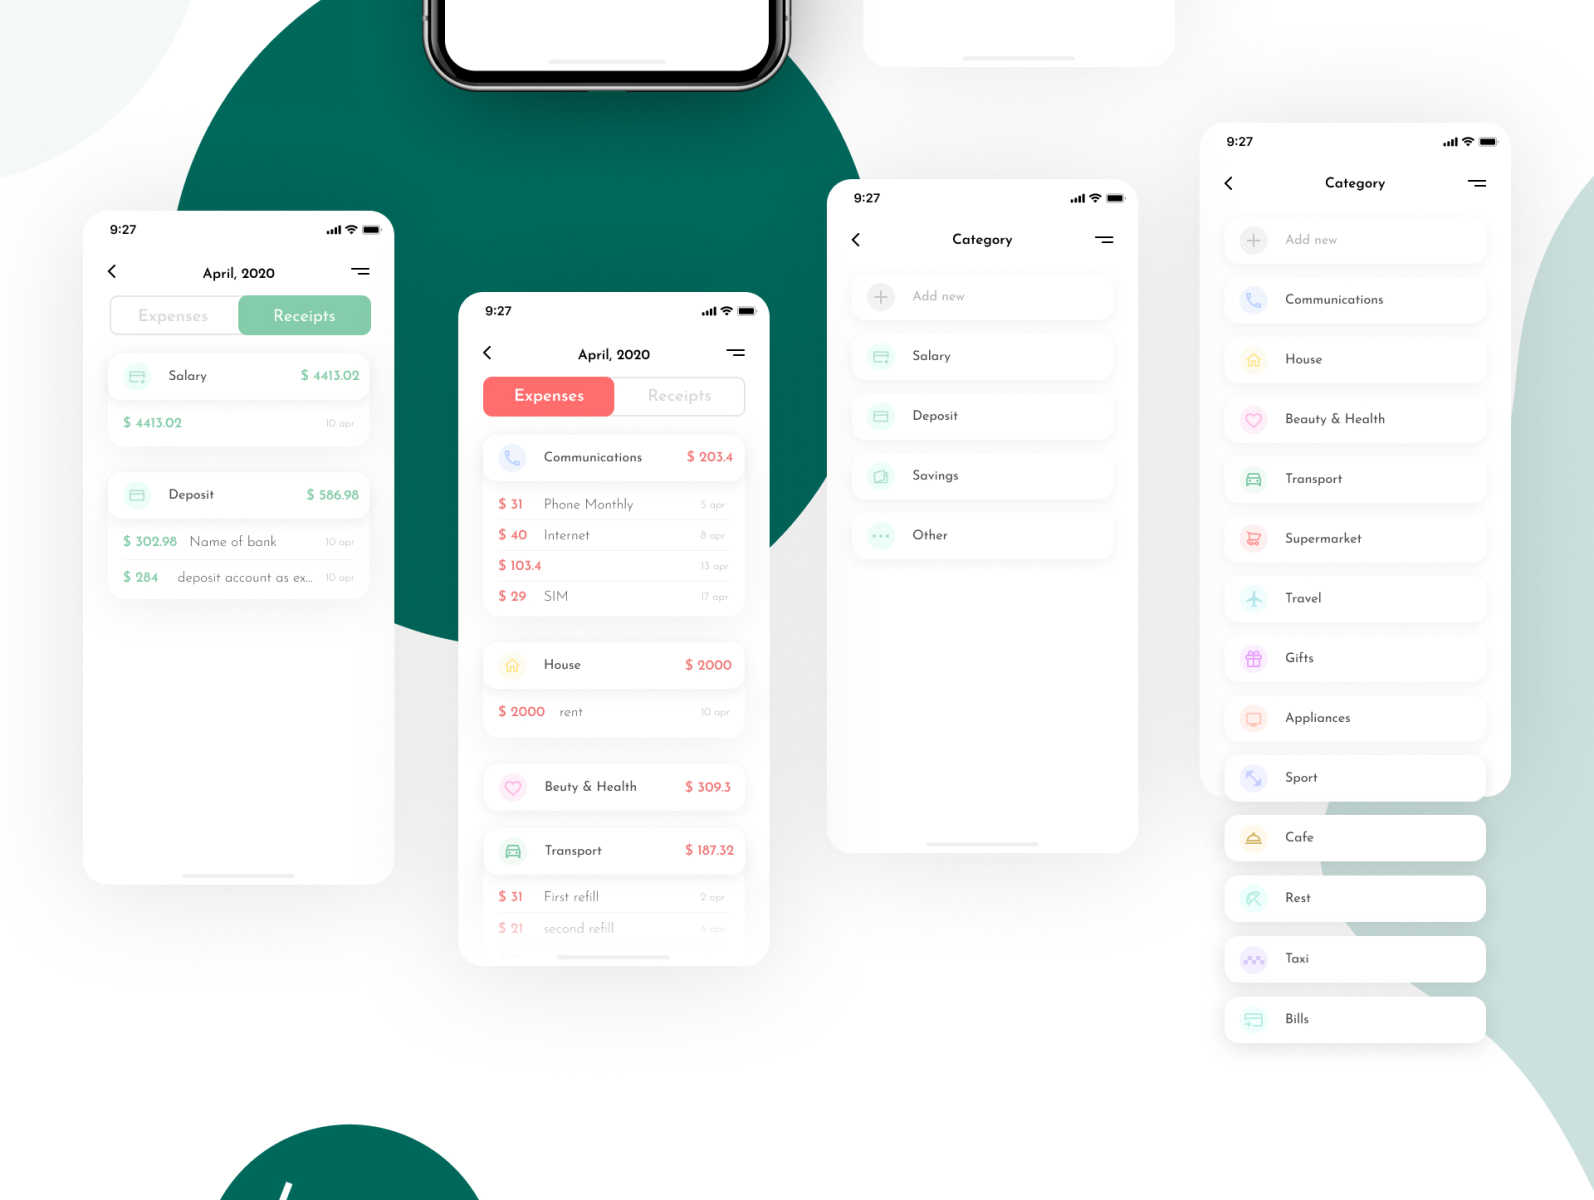 9:27
April, 2020
Expenses Receipts
Salary $ 4413.02
$ 4413.02 10 apr
Deposit $ 586.98
$ 302.98 Name of bank 10 apr
$ 284 deposit account as ex... 10 apr
9:27
April, 2020
Expenses Receipts
Communications $ 203.4
$ 31 Phone Monthly 5 apr
$ 40 Internet 8 apr
$ 103.4 13 apr
$ 29 SIM 17 apr
House $ 2000
$ 2000 rent 10 apr
Beuty & Health $ 309.3
Transport $ 187.32
$ 31 First refill 2 apr
$ 21 second refill 6 apr
9:27
Category
Add new
Salary
Deposit
Savings
Other
9:27
Category
Add new
Communications
House
Beauty & Health
Transport
Supermarket
Travel
Gifts
Appliances
Sport
Cafe
Rest
Taxi
Bills